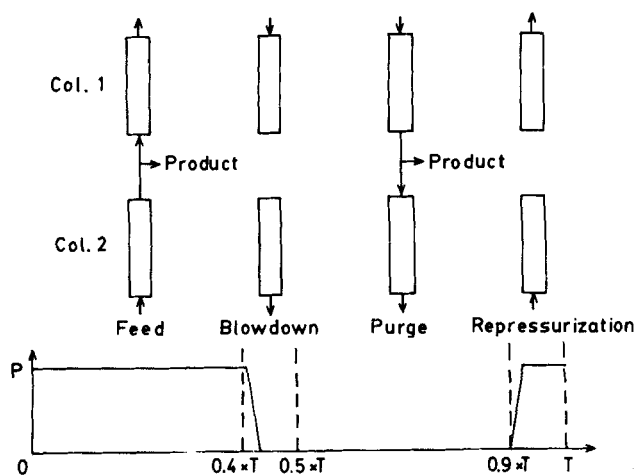 Col. 1
Product
Product
Col. 2
Feed
Blowdown
Purge
Repressurization
P
0
0.4*T
0.5*T
0.9*T
T